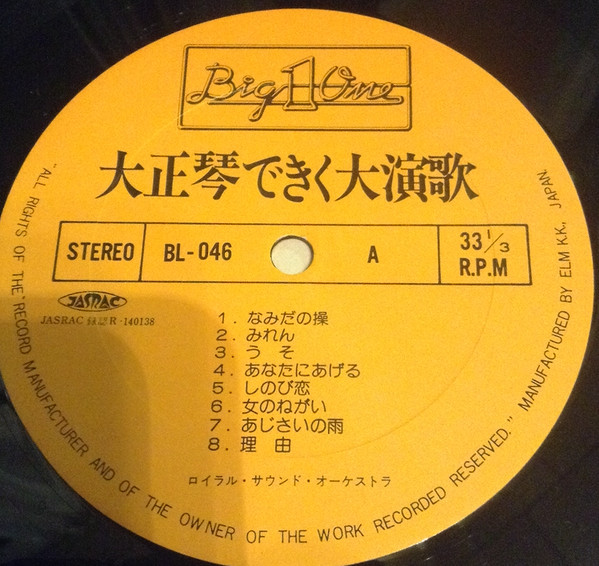 Big 1 One
大正琴できく大演歌
STEREO BL-046 A 33 1/3 R.P.M
JASRAC
JASRAC 録認R-140138
1. なみだの操
2. みれん
3. うそ
4. あなたにあげる
5. しのび恋
6. 女のねがい
7. あじさいの雨
8. 理由
ロイラル・サウンド・オーケストラ
"ALL RIGHTS OF THE RECORD MANUFACTURER AND OF THE OWNER OF THE WORK RECORDED RESERVED." MANUFACTURED BY ELM K.K. JAPAN